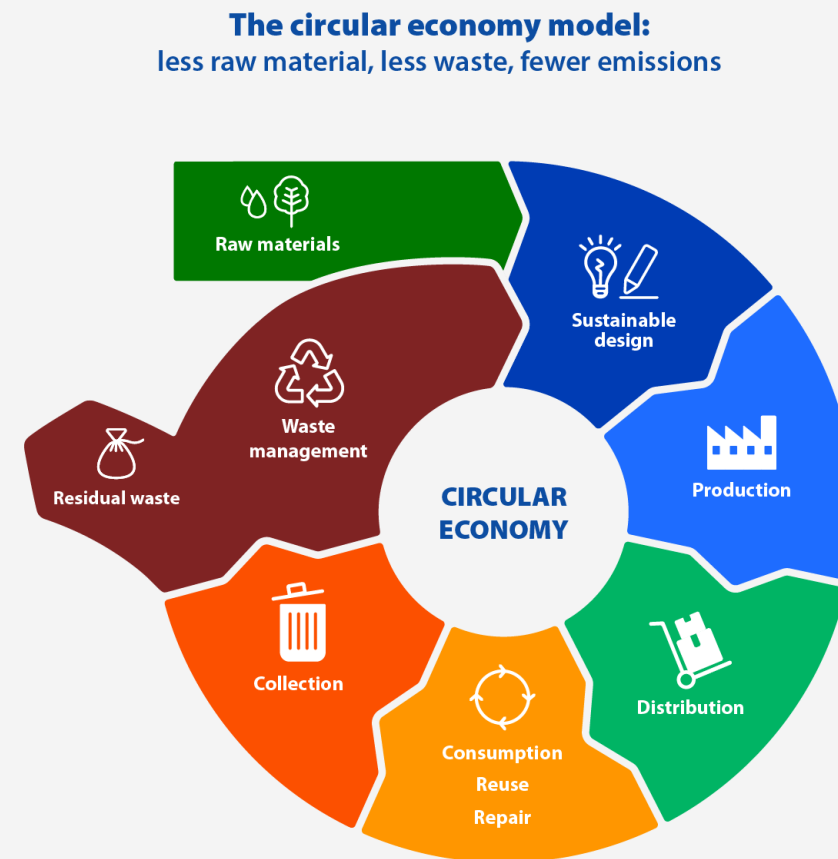 The circular economy model:
less raw material, less waste, fewer emissions
Raw materials
Sustainable
design
Production
Distribution
Consumption
Reuse
Repair
Collection
Waste
management
Residual waste
CIRCULAR
ECONOMY